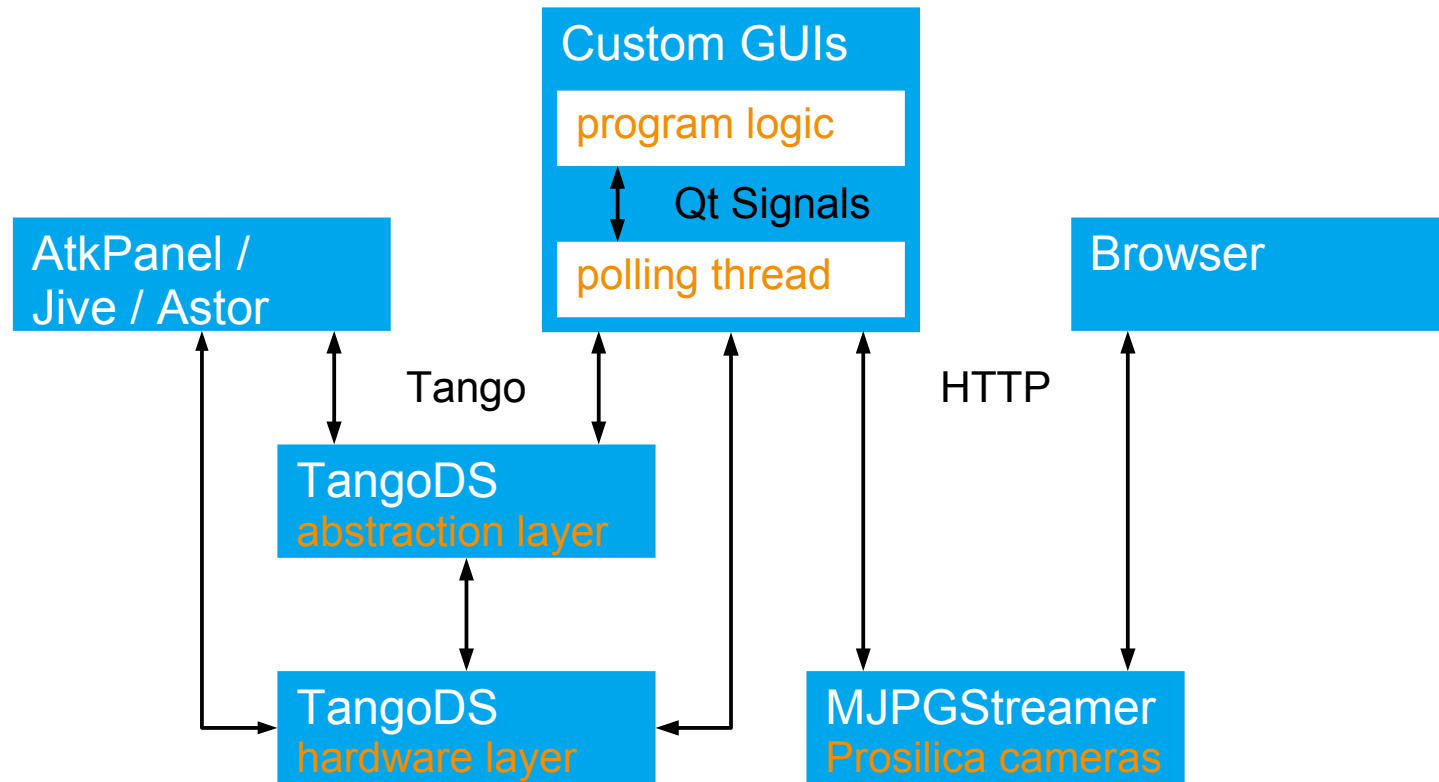 Custom GUIs
program logic
Qt Signals
polling thread
AtkPanel /
Jive / Astor
Browser
Tango
HTTP
TangoDS
abstraction layer
TangoDS
hardware layer
MJPGStreamer
Prosilica cameras